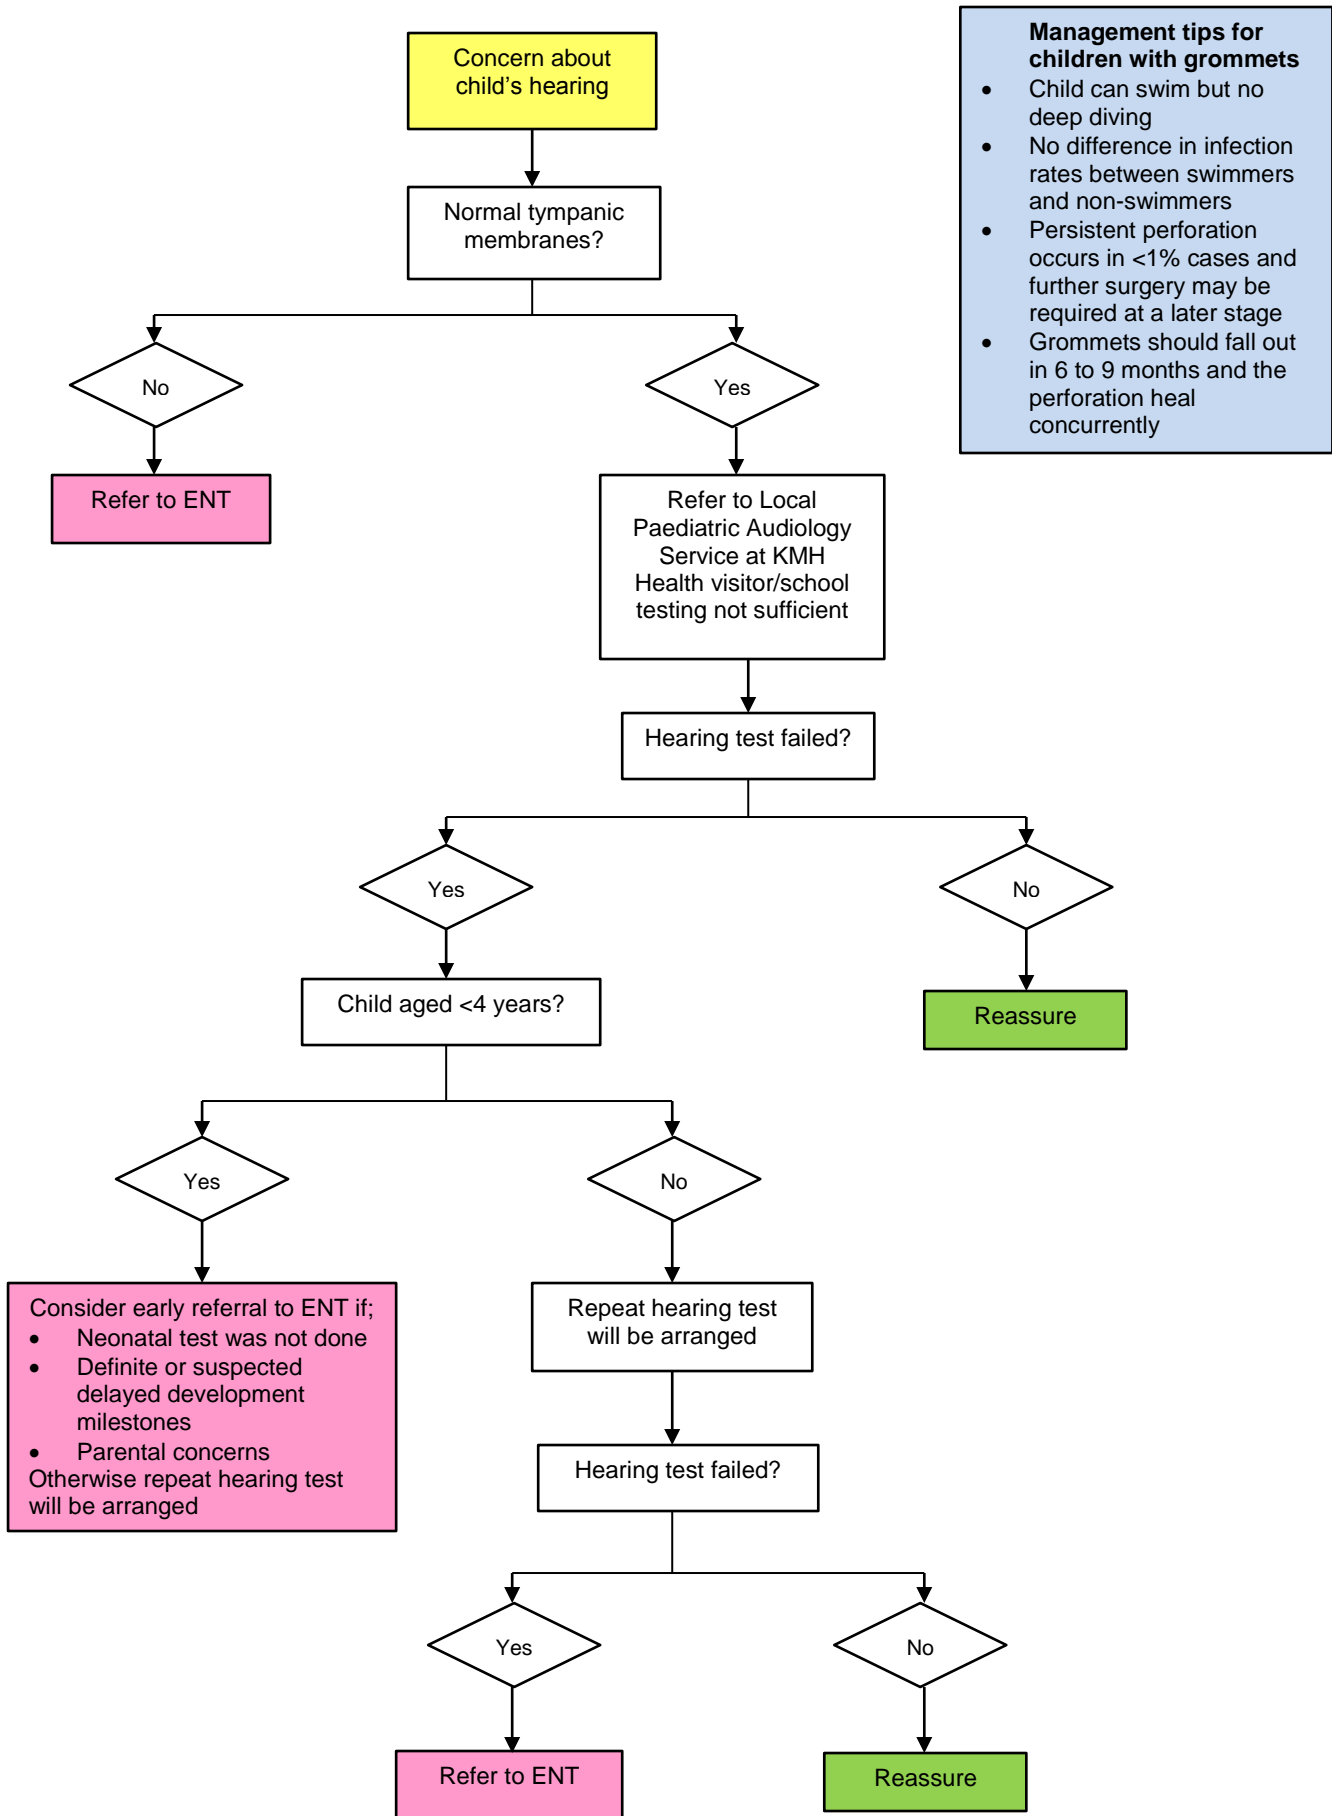 Concern about
child's hearing
Management tips for
children with grommets
• Child can swim but no
deep diving
• No difference in infection
rates between swimmers
and non-swimmers
• Persistent perforation
occurs in <1% cases and
further surgery may be
required at a later stage
• Grommets should fall out
in 6 to 9 months and the
perforation heal
concurrently
Normal tympanic
membranes?
No
Yes
Refer to ENT
Refer to Local
Paediatric Audiology
Service at KMH
Health visitor/school
testing not sufficient
Hearing test failed?
Yes
No
Child aged <4 years?
Reassure
Yes
No
Consider early referral to ENT if;
• Neonatal test was not done
• Definite or suspected
delayed development
milestones
• Parental concerns
Otherwise repeat hearing test
will be arranged
Repeat hearing test
will be arranged
Hearing test failed?
Yes
No
Refer to ENT
Reassure